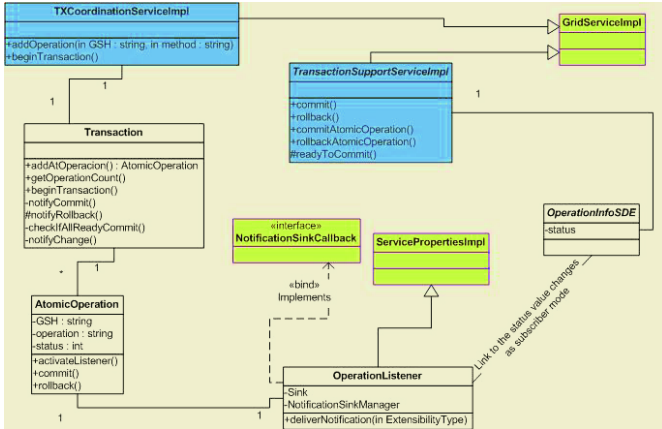 TXCoordinationServiceImpl
+addOperation(in GSH : string, in method : string)
+beginTransaction()
GridServiceImpl
TransactionSupportServiceImpl
+commit()
+rollback()
+commitAtomicOperation()
+rollbackAtomicOperation()
#readyToCommit()
1
1
1
Transaction
+addAtOperacion() : AtomicOperation
+getOperationCount()
+beginTransaction()
-notifyCommit()
#notifyRollback()
-checkIfAllReadyCommit()
-notifyChange()
OperationInfoSDE
-status
«interface»
NotificationSinkCallback
ServicePropertiesImpl
1
*
«bind»
Implements
Link to the status value changes
as subscriber mode
AtomicOperation
-GSH : string
-operation : string
-status : int
+activateListener()
+commit()
+rollback()
OperationListener
-Sink
-NotificationSinkManager
+deliverNotification(in ExtensibilityType)
1
1